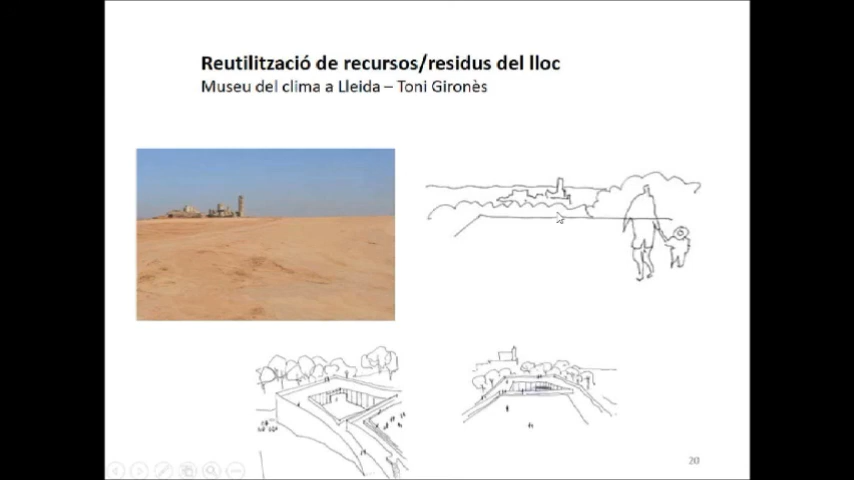 Reutilització de recursos/residus del lloc
Museu del clima a Lleida – Toni Gironès
20